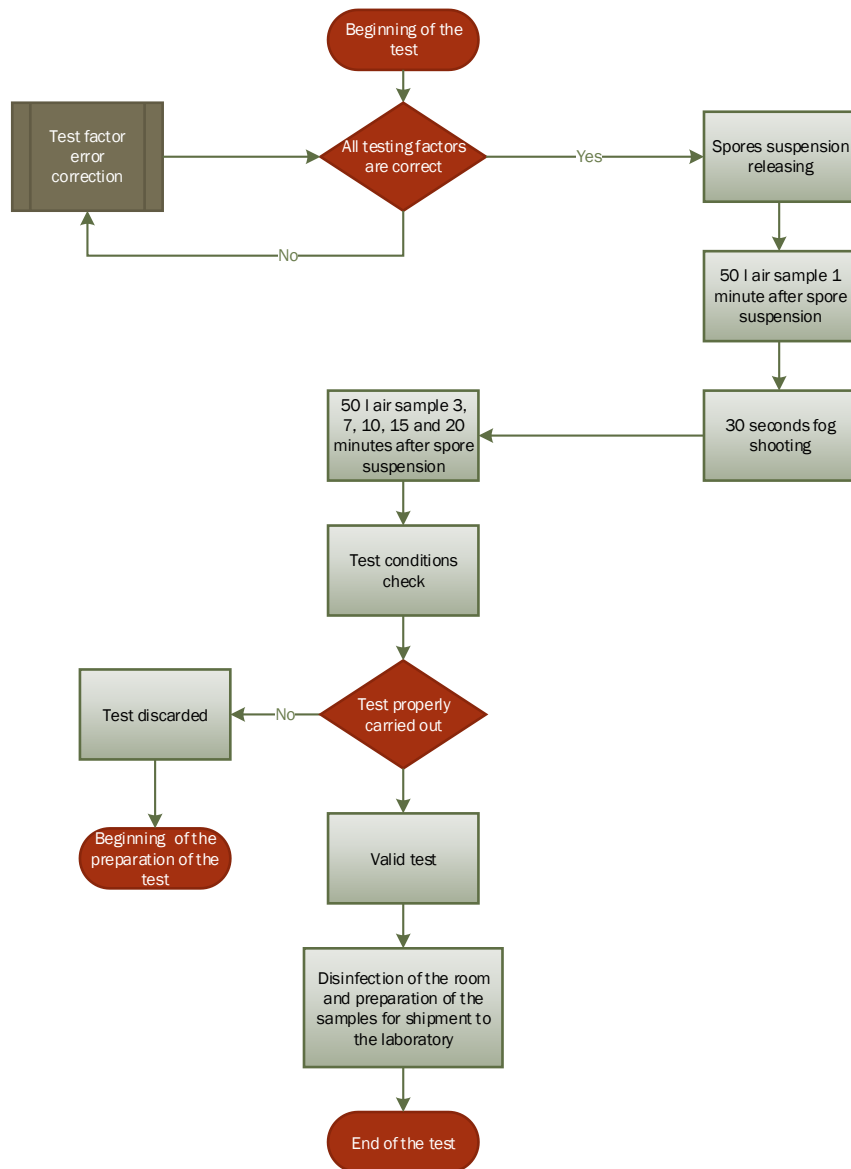 Beginning of the
test
Test factor
error
correction
All testing factors
are correct
Yes
Spores suspension
releasing
No
50 l air sample 1
minute after spore
suspension
30 seconds fog
shooting
50 l air sample 3,
7, 10, 15 and 20
minutes after spore
suspension
Test conditions
check
Test properly
carried out
No
Test discarded
Beginning of the
preparation of the
test
Valid test
Disinfection of the room
and preparation of the
samples for shipment to
the laboratory
End of the test